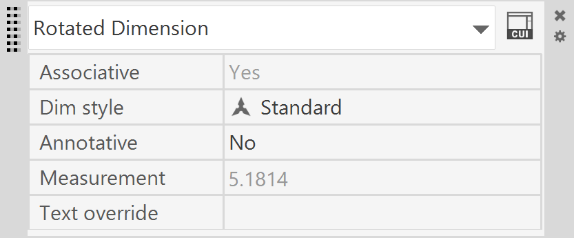 Rotated Dimension
CUI
Associative Yes
Dim style Standard
Annotative No
Measurement 5.1814
Text override